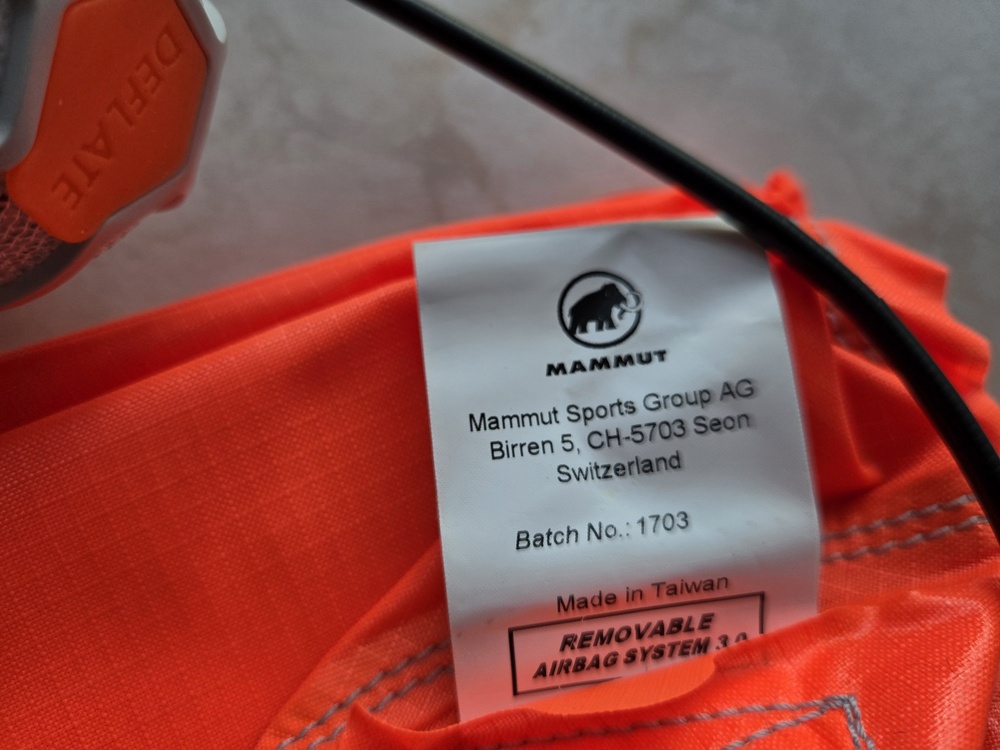 DEFLATE
MAMMUT
Mammut Sports Group AG
Birren 5, CH-5703 Seon
Switzerland
Batch No.: 1703
Made in Taiwan
REMOVABLE
AIRBAG SYSTEM 3.0